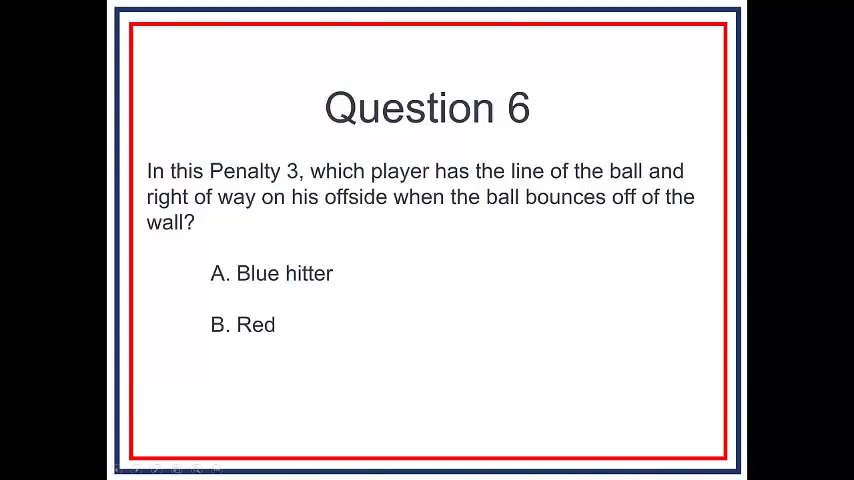 Question 6
In this Penalty 3, which player has the line of the ball and
right of way on his offside when the ball bounces off of the
wall?
A. Blue hitter
B. Red